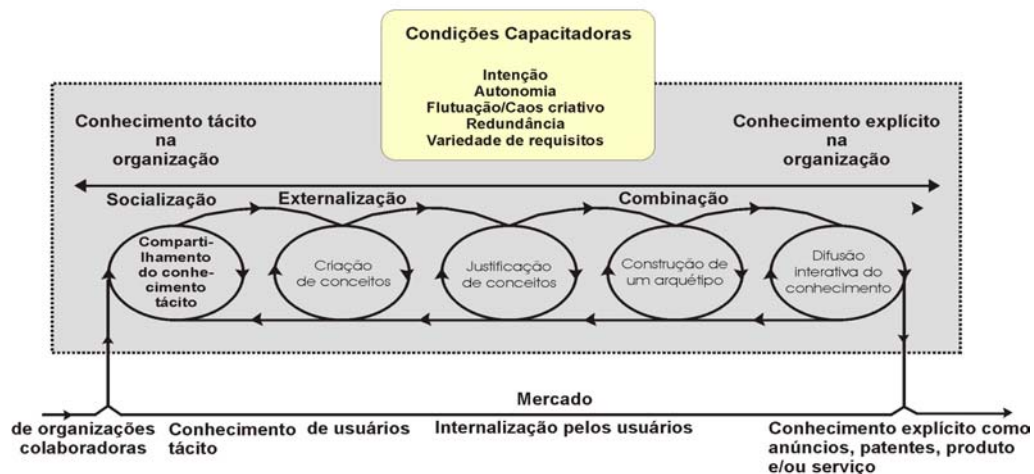 Condições Capacitadoras
Intenção
Autonomia
Flutuação/Caos criativo
Redundância
Variedade de requisitos
Conhecimento tácito
na
organização
Conhecimento explícito
na
organização
Socialização
Externalização
Combinação
Comparti-
lhamento
do conhe-
cimento
tácito
Criação
de conceitos
Justificação
de conceitos
Construção de
um arquétipo
Difusão
interativa do
conhecimento
Mercado
de organizações
colaboradoras
Conhecimento
tácito
de usuários
Internalização pelos usuários
Conhecimento explícito como
anúncios, patentes, produto
e/ou serviço